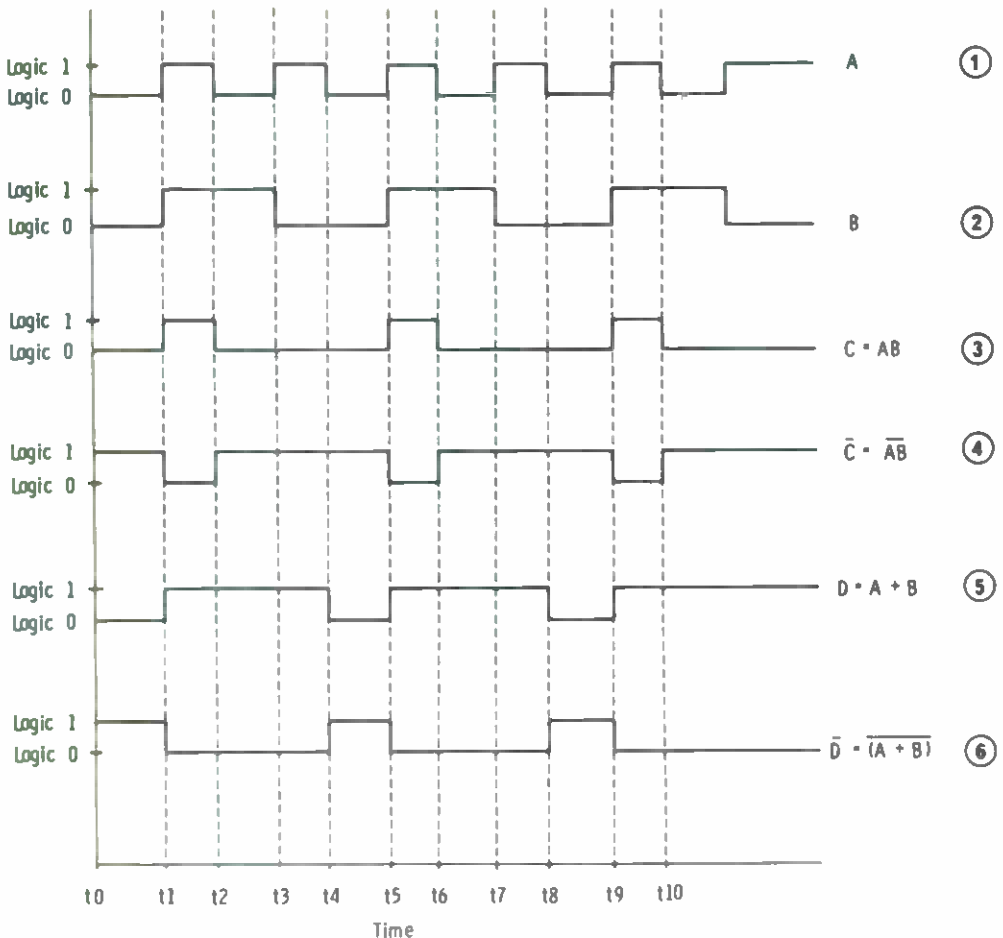 Logic 1
Logic 0
A
1
Logic 1
Logic 0
B
2
Logic 1
Logic 0
C = AB
3
Logic 1
Logic 0
C̅ = A̅B̅
4
Logic 1
Logic 0
D = A + B
5
Logic 1
Logic 0
D̅ = (̅A̅ ̅+̅ ̅B̅)̅
6
t0 t1 t2 t3 t4 t5 t6 t7 t8 t9 t10
Time